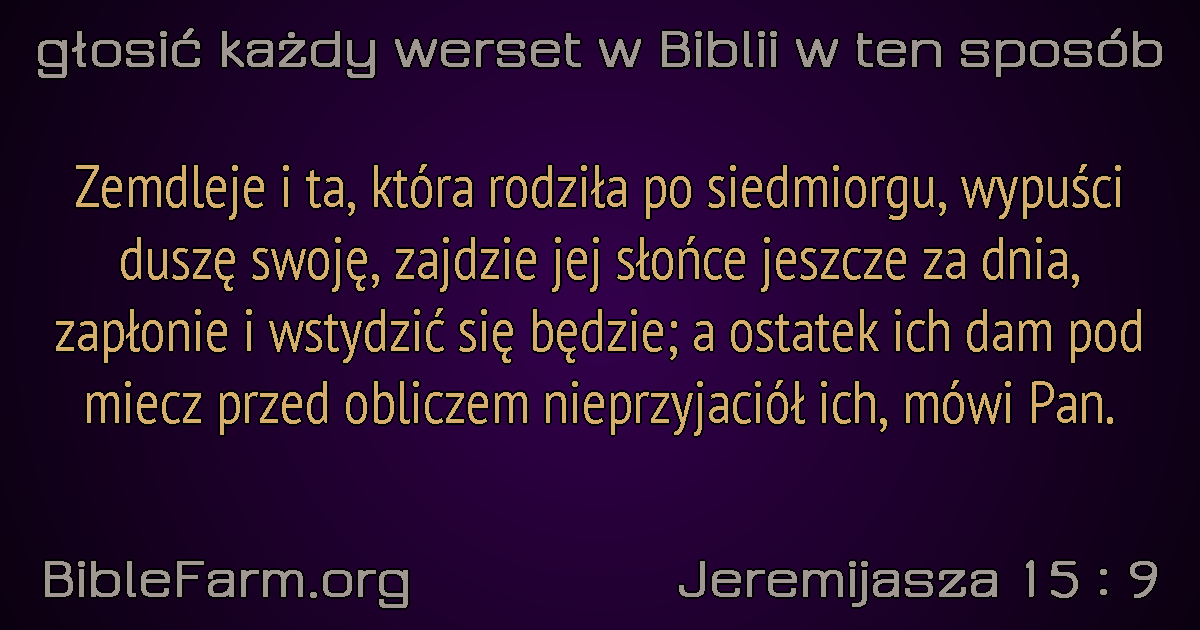 głosić każdy werset w Biblii w ten sposób
Zemdleje i ta, która rodziła po siedmiorgu, wypuści
duszę swoję, zajdzie jej słońce jeszcze za dnia,
zapłonie i wstydzić się będzie; a ostatek ich dam pod
miecz przed obliczem nieprzyjaciół ich, mówi Pan.
BibleFarm.org
Jeremijasza 15 : 9